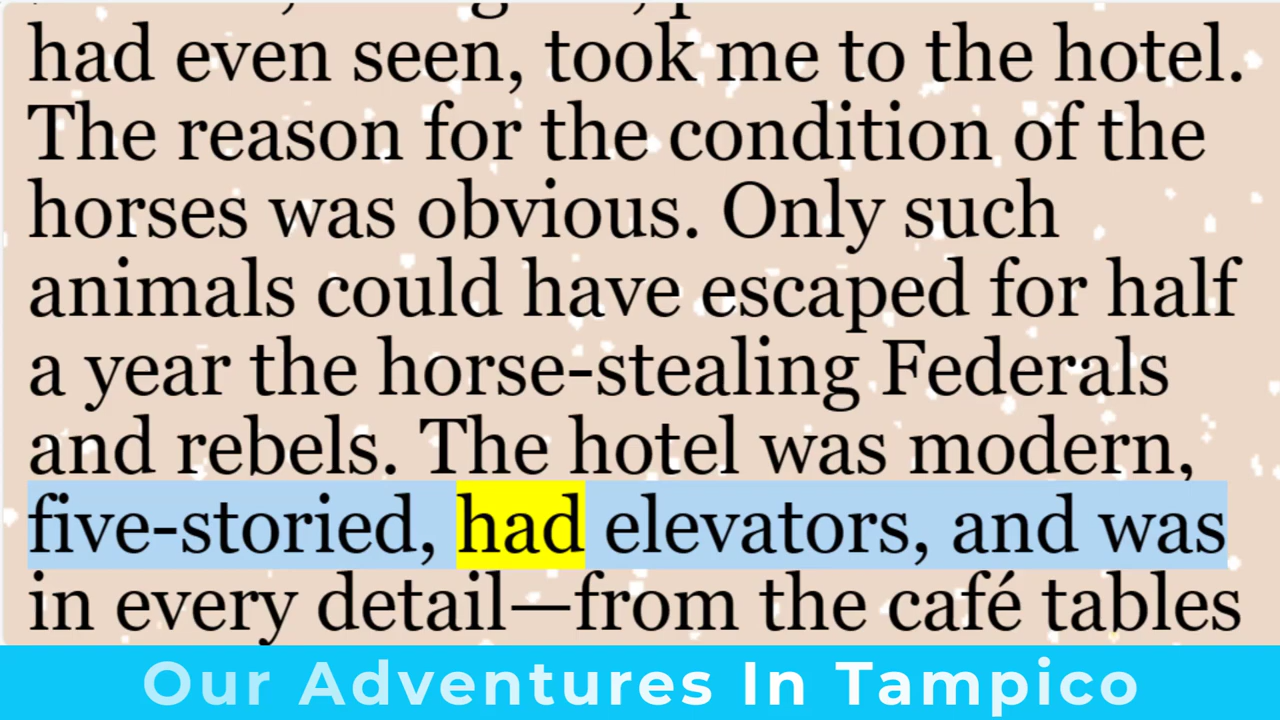 had even seen, took me to the hotel.
The reason for the condition of the
horses was obvious. Only such
animals could have escaped for half
a year the horse-stealing Federals
and rebels. The hotel was modern,
five-storied, had elevators, and was
in every detail—from the café tables
Our Adventures In Tampico